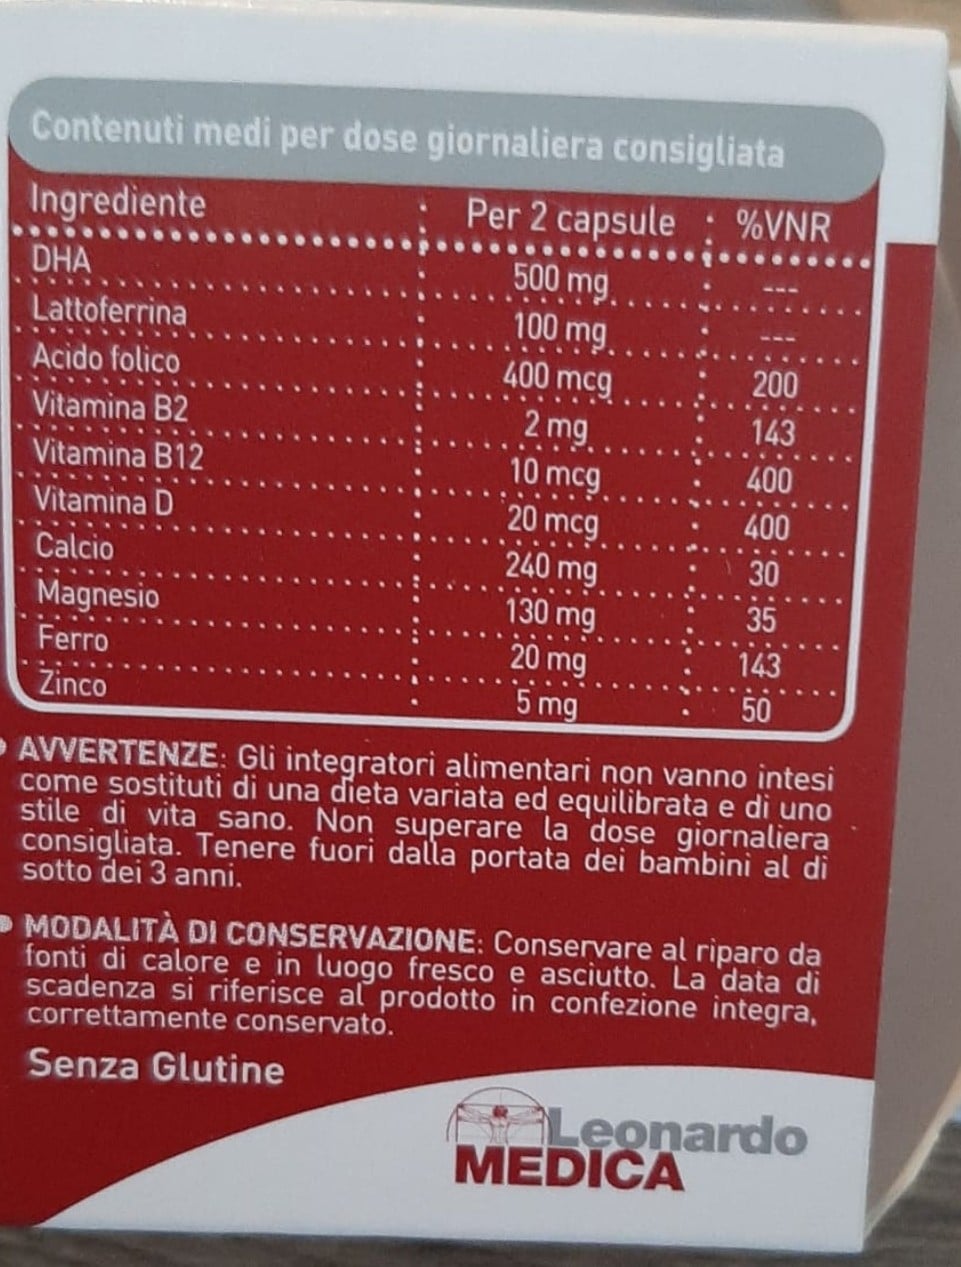 Contenuti medi per dose giornaliera consigliata
Ingrediente Per 2 capsule %VNR
DHA 500 mg ---
Lattoferrina 100 mg ---
Acido folico 400 mcg 200
Vitamina B2 2 mg 143
Vitamina B12 10 mcg 400
Vitamina D 20 mcg 400
Calcio 240 mg 30
Magnesio 130 mg 35
Ferro 20 mg 143
Zinco 5 mg 50
AVVERTENZE: Gli integratori alimentari non vanno intesi
come sostituti di una dieta variata ed equilibrata e di uno
stile di vita sano. Non superare la dose giornaliera
consigliata. Tenere fuori dalla portata dei bambini al di
sotto dei 3 anni.
MODALITÀ DI CONSERVAZIONE: Conservare al riparo da
fonti di calore e in luogo fresco e asciutto. La data di
scadenza si riferisce al prodotto in confezione integra,
correttamente conservato.
Senza Glutine
Leonardo
MEDICA